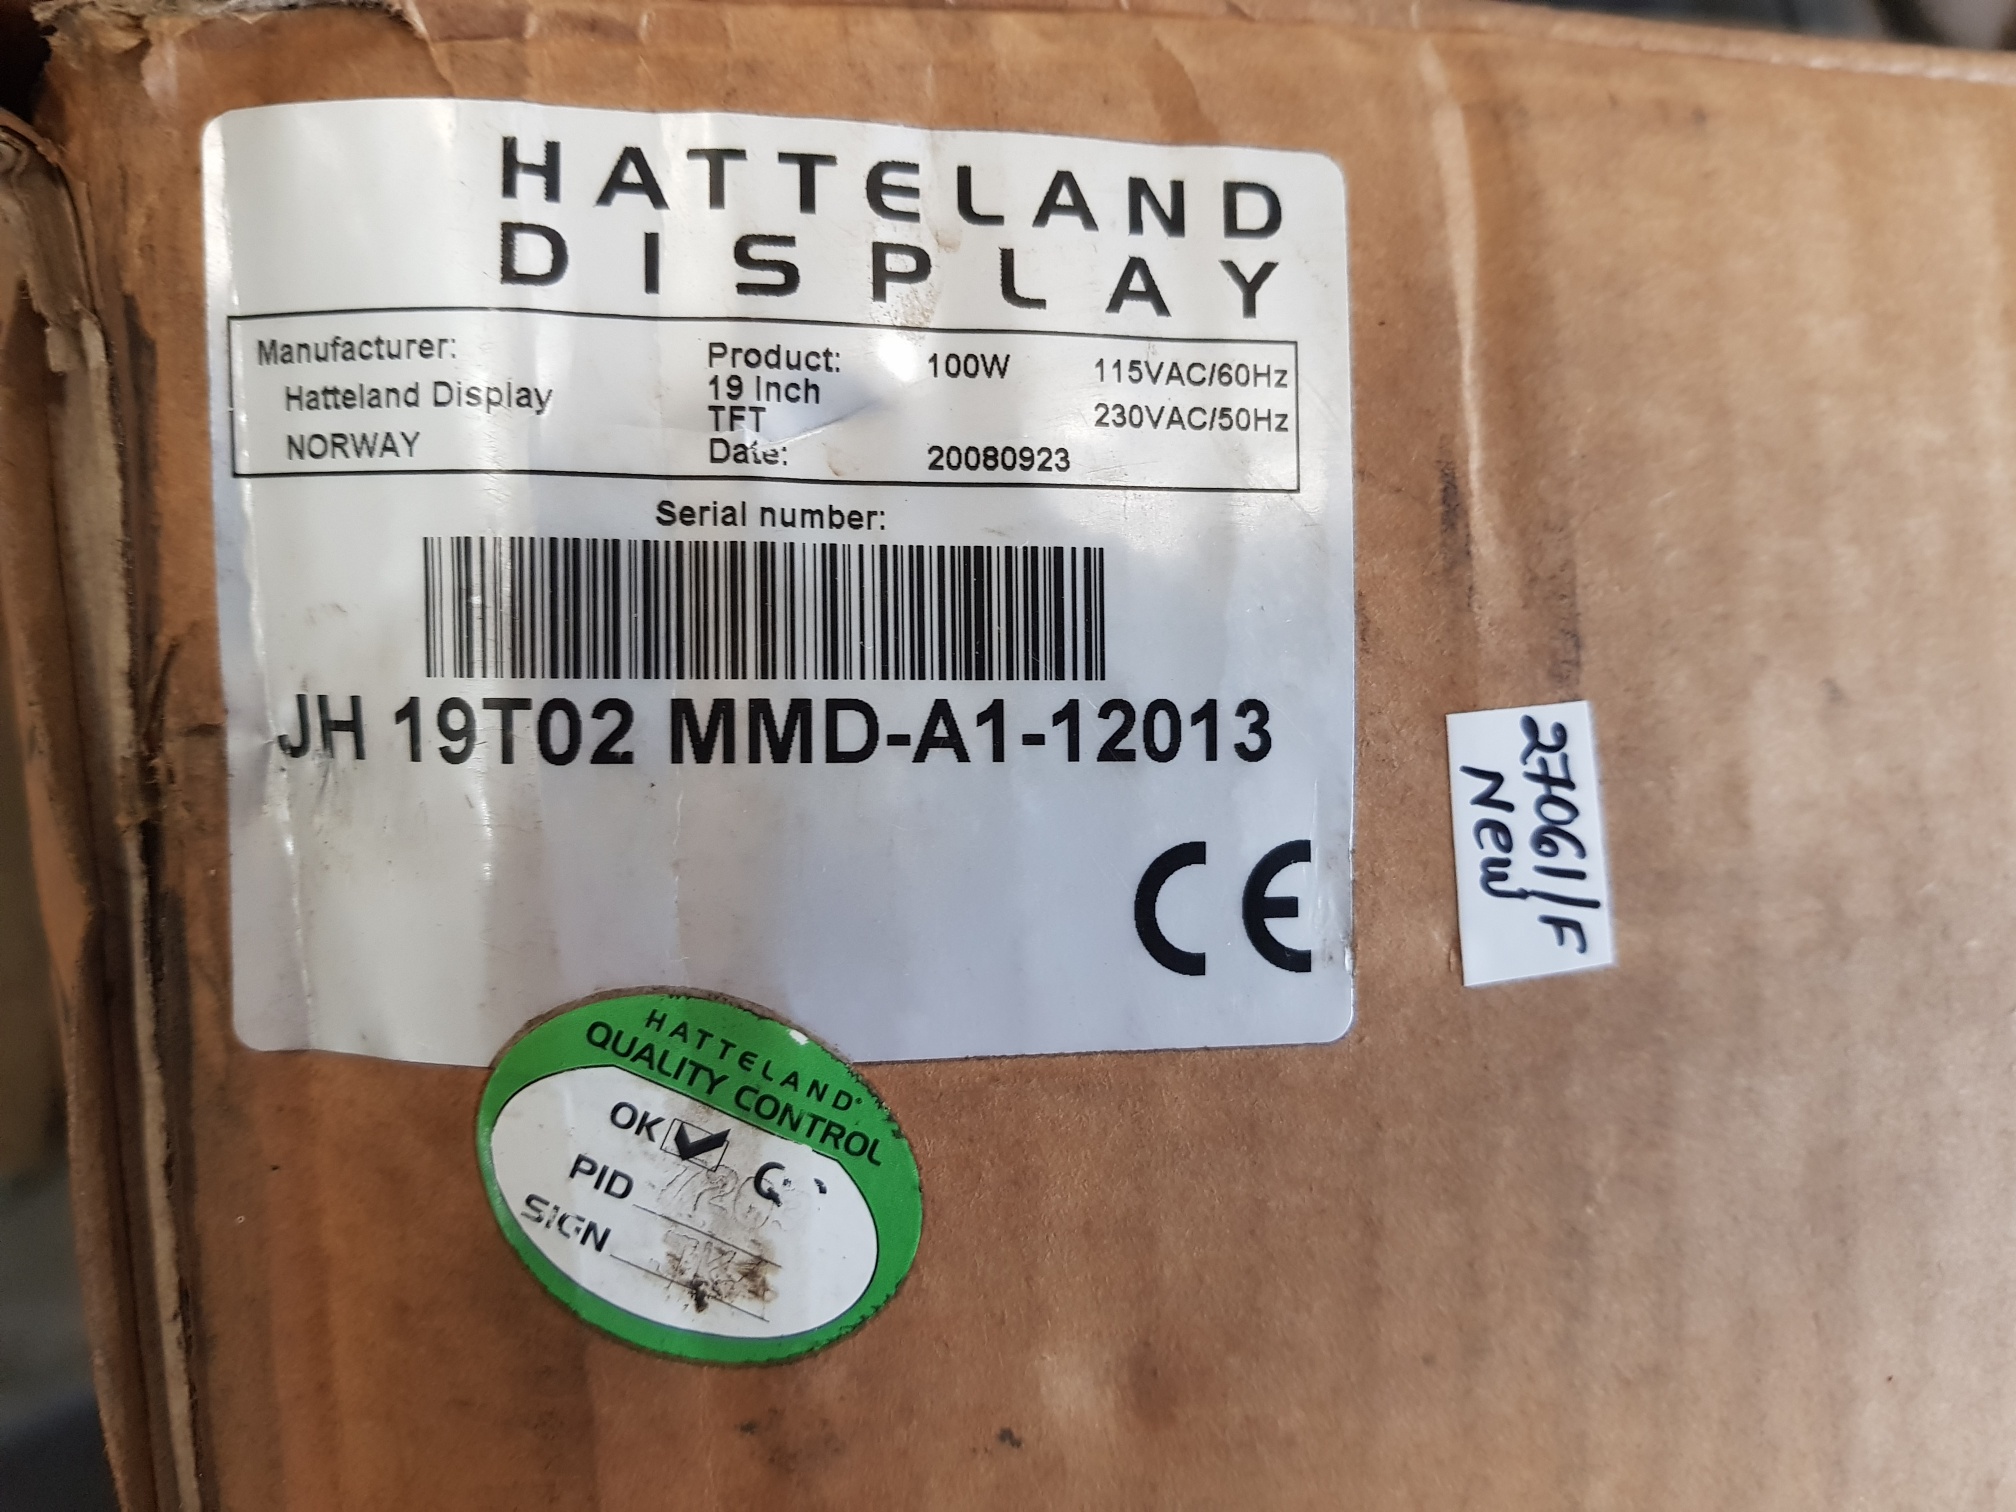 HATTELAND
DISPLAY
Manufacturer:
Hatteland Display
NORWAY
Product:
19 Inch
TFT
Date:
100W
20080923
115VAC/60Hz
230VAC/50Hz
Serial number:
JH 19T02 MMD-A1-12013
CE
27061/F
New
HATTELAND®
QUALITY CONTROL
OK
PID
SIGN